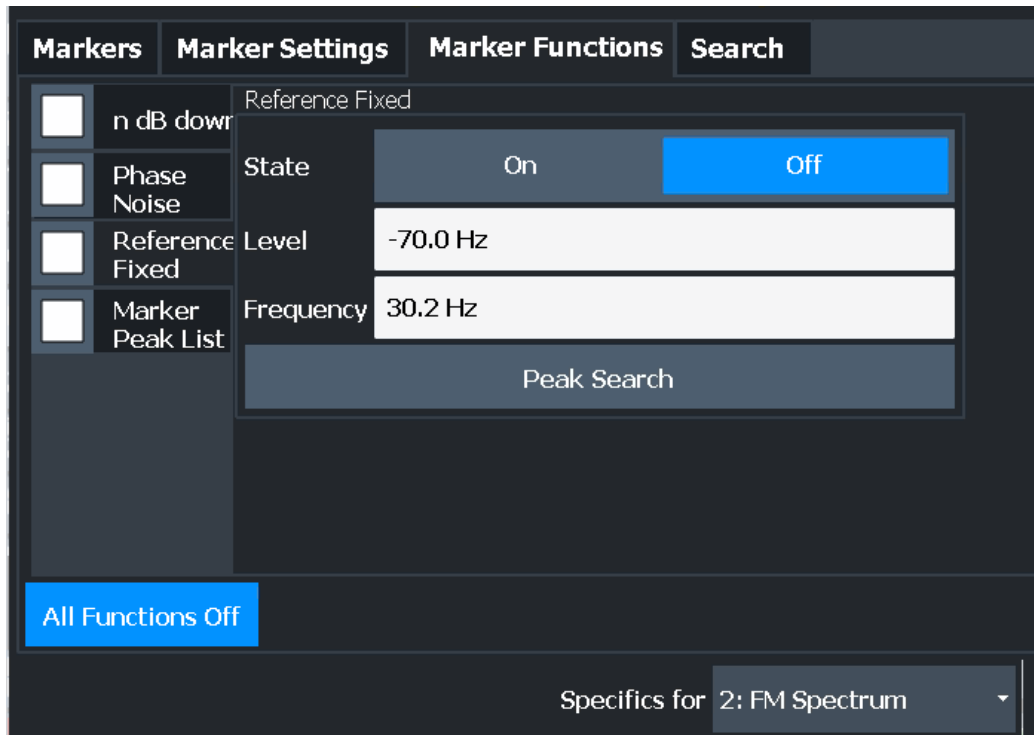 Markers Marker Settings Marker Functions Search
Reference Fixed
n dB down
Phase
Noise
Reference
Fixed
Marker
Peak List
State On Off
Level -70.0 Hz
Frequency 30.2 Hz
Peak Search
All Functions Off
Specifics for 2: FM Spectrum